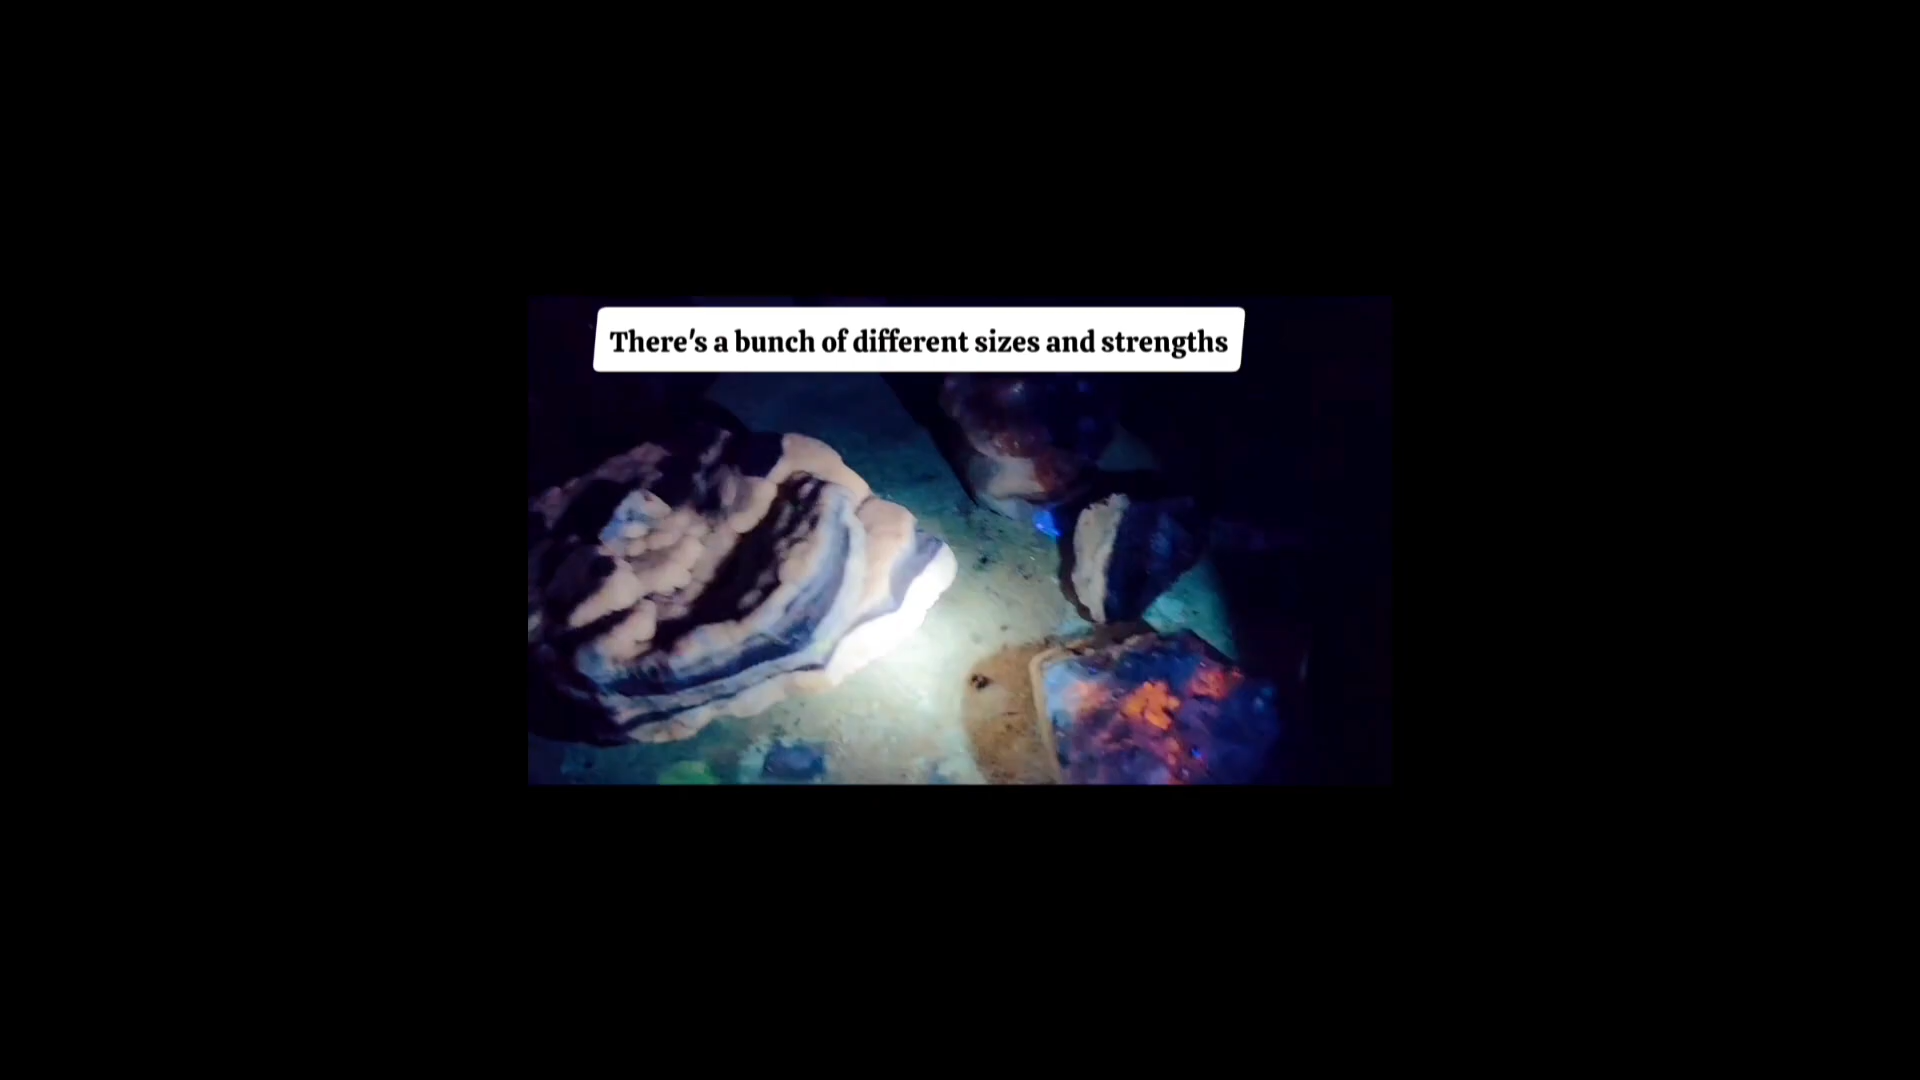 There's a bunch of different sizes and strengths